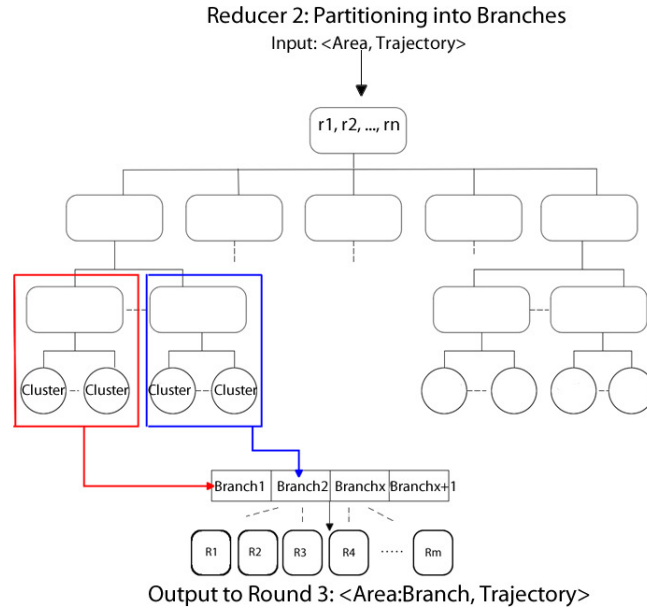 Reducer 2: Partitioning into Branches
Input: <Area, Trajectory>
r1, r2, ..., rn
Cluster Cluster Cluster Cluster
Branch1 Branch2 Branchx Branchx+1
R1 R2 R3 R4 ..... Rm
Output to Round 3: <Area:Branch, Trajectory>